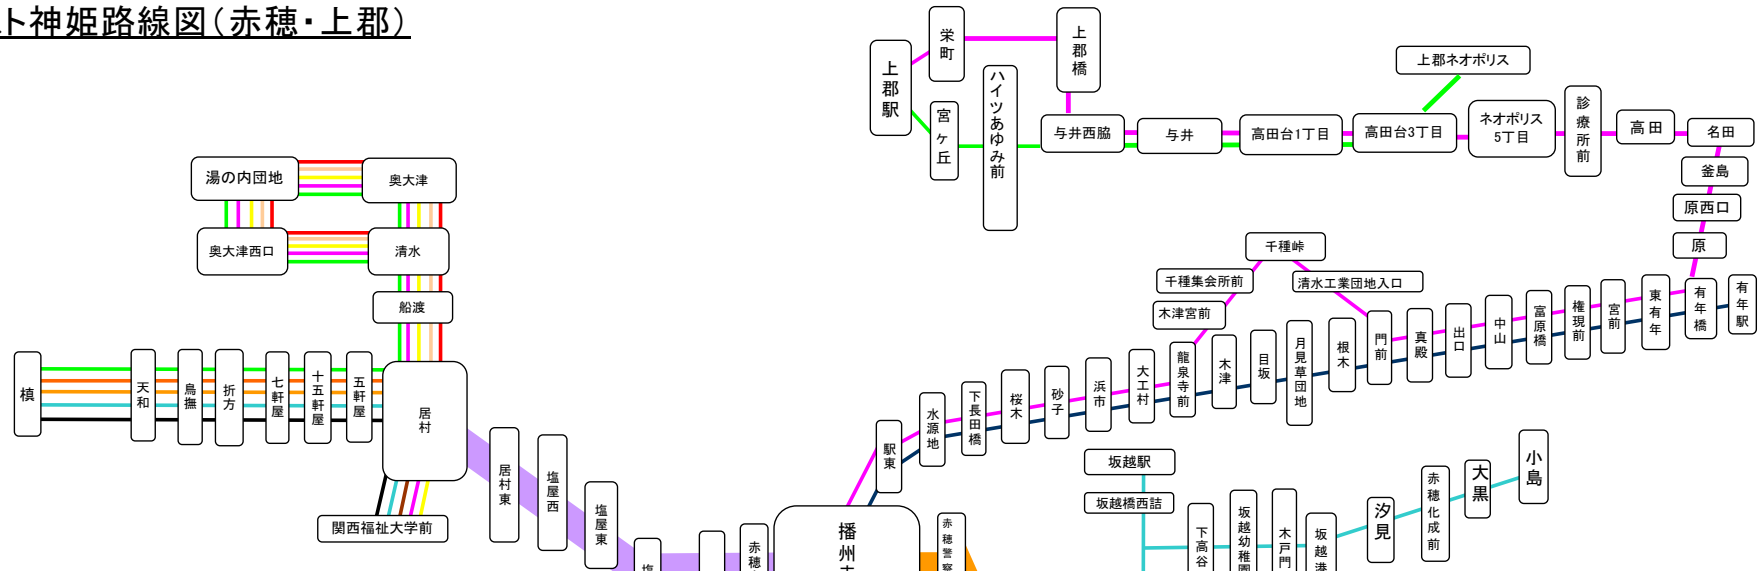 ト神姫路線図(赤穂・上郡)
栄町
上郡橋
上郡駅
宮ヶ丘
ハイツあゆみ前
上郡ネオポリス
与井西脇
与井
高田台1丁目
高田台3丁目
ネオポリス
5丁目
診療所前
高田
名田
釜島
原西口
原
湯の内団地
奥大津
奥大津西口
清水
船渡
千種峠
千種集会所前
清水工業団地入口
木津宮前
槙
天和
鳥撫
折方
七軒屋
十五軒屋
五軒屋
居村
駅東
水源地
下長田橋
桜木
砂子
浜市
大工村
龍泉寺前
木津
目坂
月見草団地
根木
門前
真殿
出口
中山
富原橋
権現前
宮前
東有年
有年橋
有年駅
居村東
塩屋西
塩屋東
関西福祉大学前
塩
赤穂
播州
赤穂警察
坂越駅
坂越橋西詰
下高谷
坂越幼稚園
木戸門
坂越港
汐見
赤穂化成前
大黒
小島